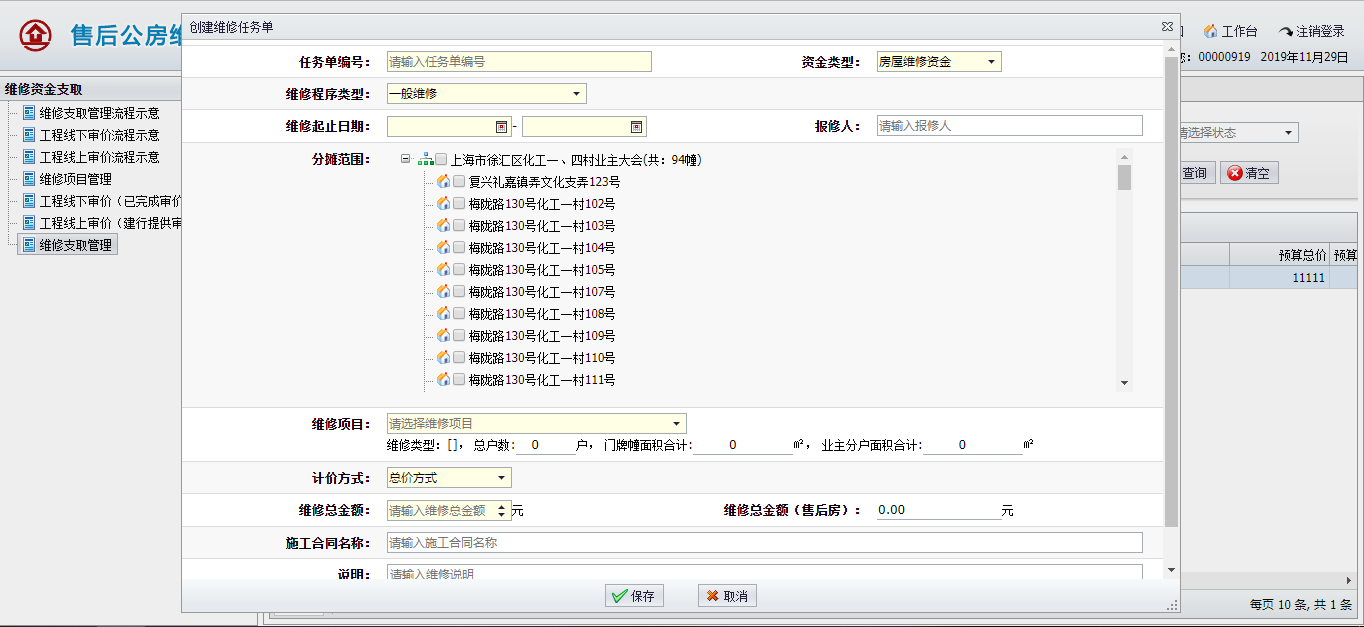 售后公房维
工作台
注销登录
00000919 2019年11月29日
维修资金支取
维修支取管理流程示意
工程线下审价流程示意
工程线上审价流程示意
维修项目管理
工程线下审价（已完成审价
工程线上审价（建行提供审
维修支取管理
创建维修任务单
任务单编号： 请输入任务单编号
资金类型： 房屋维修资金
维修程序类型： 一般维修
维修起止日期： -
报修人： 请输入报修人
分摊范围：
上海市徐汇区化工一、四村业主大会(共：94幢)
复兴礼嘉镇弄文化支弄123号
梅陇路130号化工一村102号
梅陇路130号化工一村103号
梅陇路130号化工一村104号
梅陇路130号化工一村105号
梅陇路130号化工一村107号
梅陇路130号化工一村108号
梅陇路130号化工一村109号
梅陇路130号化工一村110号
梅陇路130号化工一村111号
维修项目： 请选择维修项目
维修类型：[]，总户数： 0 户，门牌幢面积合计： 0 ㎡，业主分户面积合计： 0 ㎡
计价方式： 总价方式
维修总金额： 请输入维修总金额 元
维修总金额（售后房）： 0.00 元
施工合同名称： 请输入施工合同名称
说明： 请输入维修说明
保存
取消
请选择状态
查询
清空
预算总价 预算
11111
每页 10 条, 共 1 条